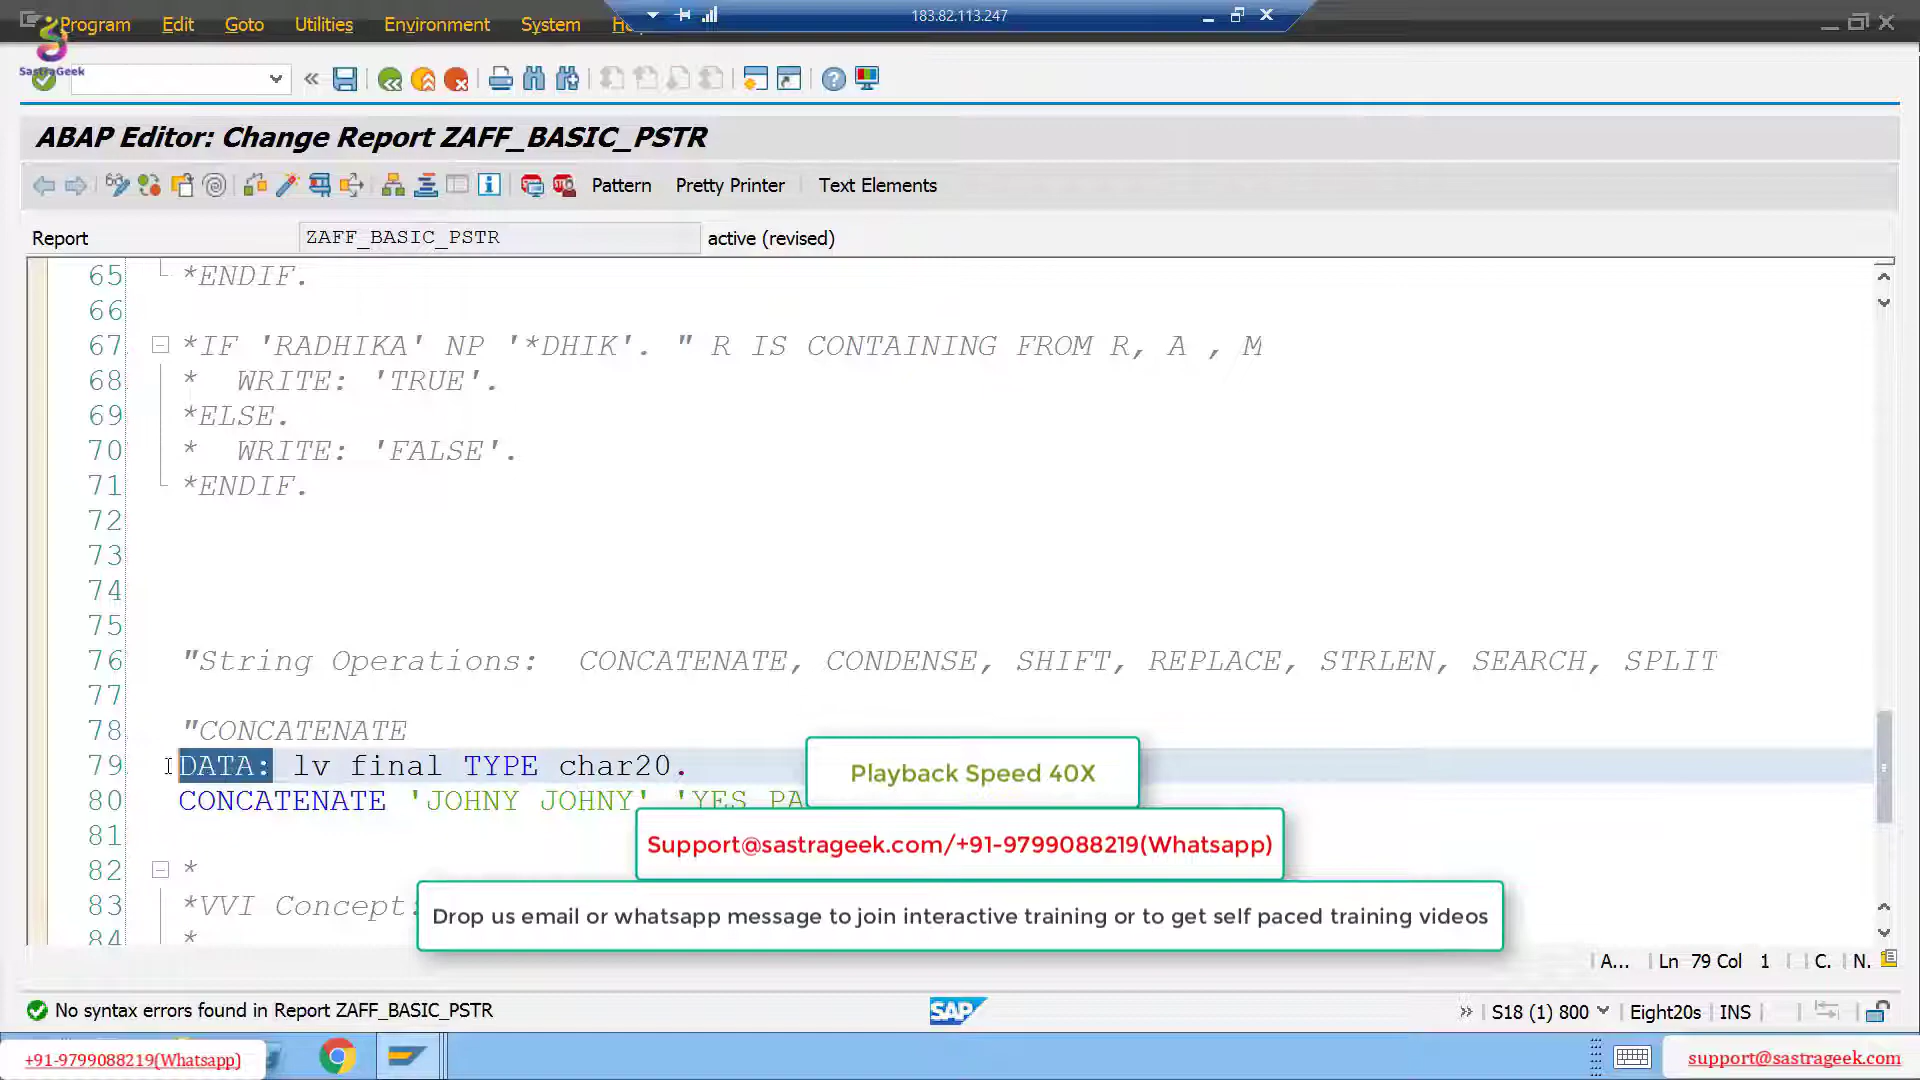 Program Edit Goto Utilities Environment System
183.82.113.247
SastraGeek
ABAP Editor: Change Report ZAFF_BASIC_PSTR
Pattern Pretty Printer Text Elements
Report ZAFF_BASIC_PSTR active (revised)
65 *ENDIF.
66
67 *IF 'RADHIKA' NP '*DHIK'. " R IS CONTAINING FROM R, A , M
68 * WRITE: 'TRUE'.
69 *ELSE.
70 * WRITE: 'FALSE'.
71 *ENDIF.
72
73
74
75
76 "String Operations: CONCATENATE, CONDENSE, SHIFT, REPLACE, STRLEN, SEARCH, SPLIT
77
78 "CONCATENATE
79 DATA: lv final TYPE char20.
80 CONCATENATE 'JOHNY JOHNY' 'YES PA
81
82 *
83 *VVI Concept:
84 *
Playback Speed 40X
Support@sastrageek.com/+91-9799088219(Whatsapp)
Drop us email or whatsapp message to join interactive training or to get self paced training videos
A... Ln 79 Col 1 C. N.
No syntax errors found in Report ZAFF_BASIC_PSTR
SAP
S18 (1) 800 Eight20s INS
+91-9799088219(Whatsapp)
support@sastrageek.com